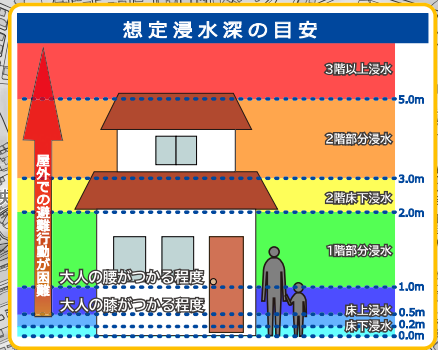 想定浸水深の目安
3階以上浸水
5.0m
2階部分浸水
3.0m
2階床下浸水
2.0m
1階部分浸水
屋外での避難行動が困難
大人の腰がつかる程度
1.0m
大人の膝がつかる程度
床上浸水
0.5m
床下浸水
0.2m
0.0m